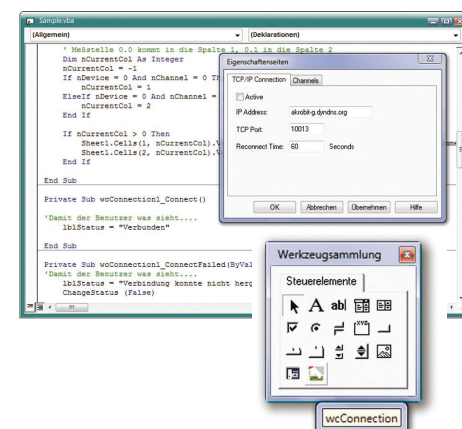 Sample.vba
(Allgemein)
(Deklarationen)
' Meßstelle 0.0 kommt in die Spalte 1, 0.1 in die Spalte 2
Dim nCurrentCol As Integer
nCurrentCol = -1
If nDevice = 0 And nChannel = 0 Th
nCurrentCol = 1
ElseIf nDevice = 0 And nChannel =
nCurrentCol = 2
End If
If nCurrentCol > 0 Then
Sheet1.Cells(1, nCurrentCol).V
Sheet1.Cells(2, nCurrentCol).V
End If
End Sub
Private Sub wcConnection1_Connect()
'Damit der Benutzer was sieht....
lblStatus = "Verbunden"
End Sub
Private Sub wcConnection1_ConnectFailed(ByVal
'Damit der Benutzer was sieht....
lblStatus = "Verbindung konnte nicht herg
ChangeStatus (False)
Eigenschaftenseiten
TCP/IP Connection
Channels
Active
IP Address:
akrobit-g.dyndns.org
TCP Port:
10013
Reconnect Time:
60
Seconds
OK
Abbrechen
Übernehmen
Hilfe
Werkzeugsammlung
Steuerelemente
A
ab|
XYZ
wcConnection